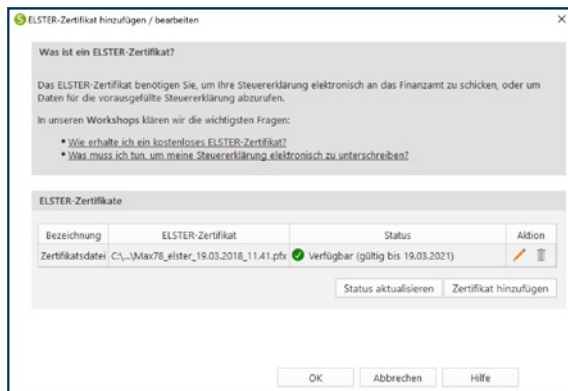 ELSTER-Zertifikat hinzufügen / bearbeiten
Was ist ein ELSTER-Zertifikat?
Das ELSTER-Zertifikat benötigen Sie, um Ihre Steuererklärung elektronisch an das Finanzamt zu schicken, oder um
Daten für die vorausgefüllte Steuererklärung abzurufen.
In unseren Workshops klären wir die wichtigsten Fragen:
• Wie erhalte ich ein kostenloses ELSTER-Zertifikat?
• Was muss ich tun, um meine Steuererklärung elektronisch zu unterschreiben?
ELSTER-Zertifikate
Bezeichnung ELSTER-Zertifikat Status Aktion
Zertifikatsdatei C:\...\Max78_elster_19.03.2018_11.41.pfx Verfügbar (gültig bis 19.03.2021)
Status aktualisieren Zertifikat hinzufügen
OK Abbrechen Hilfe